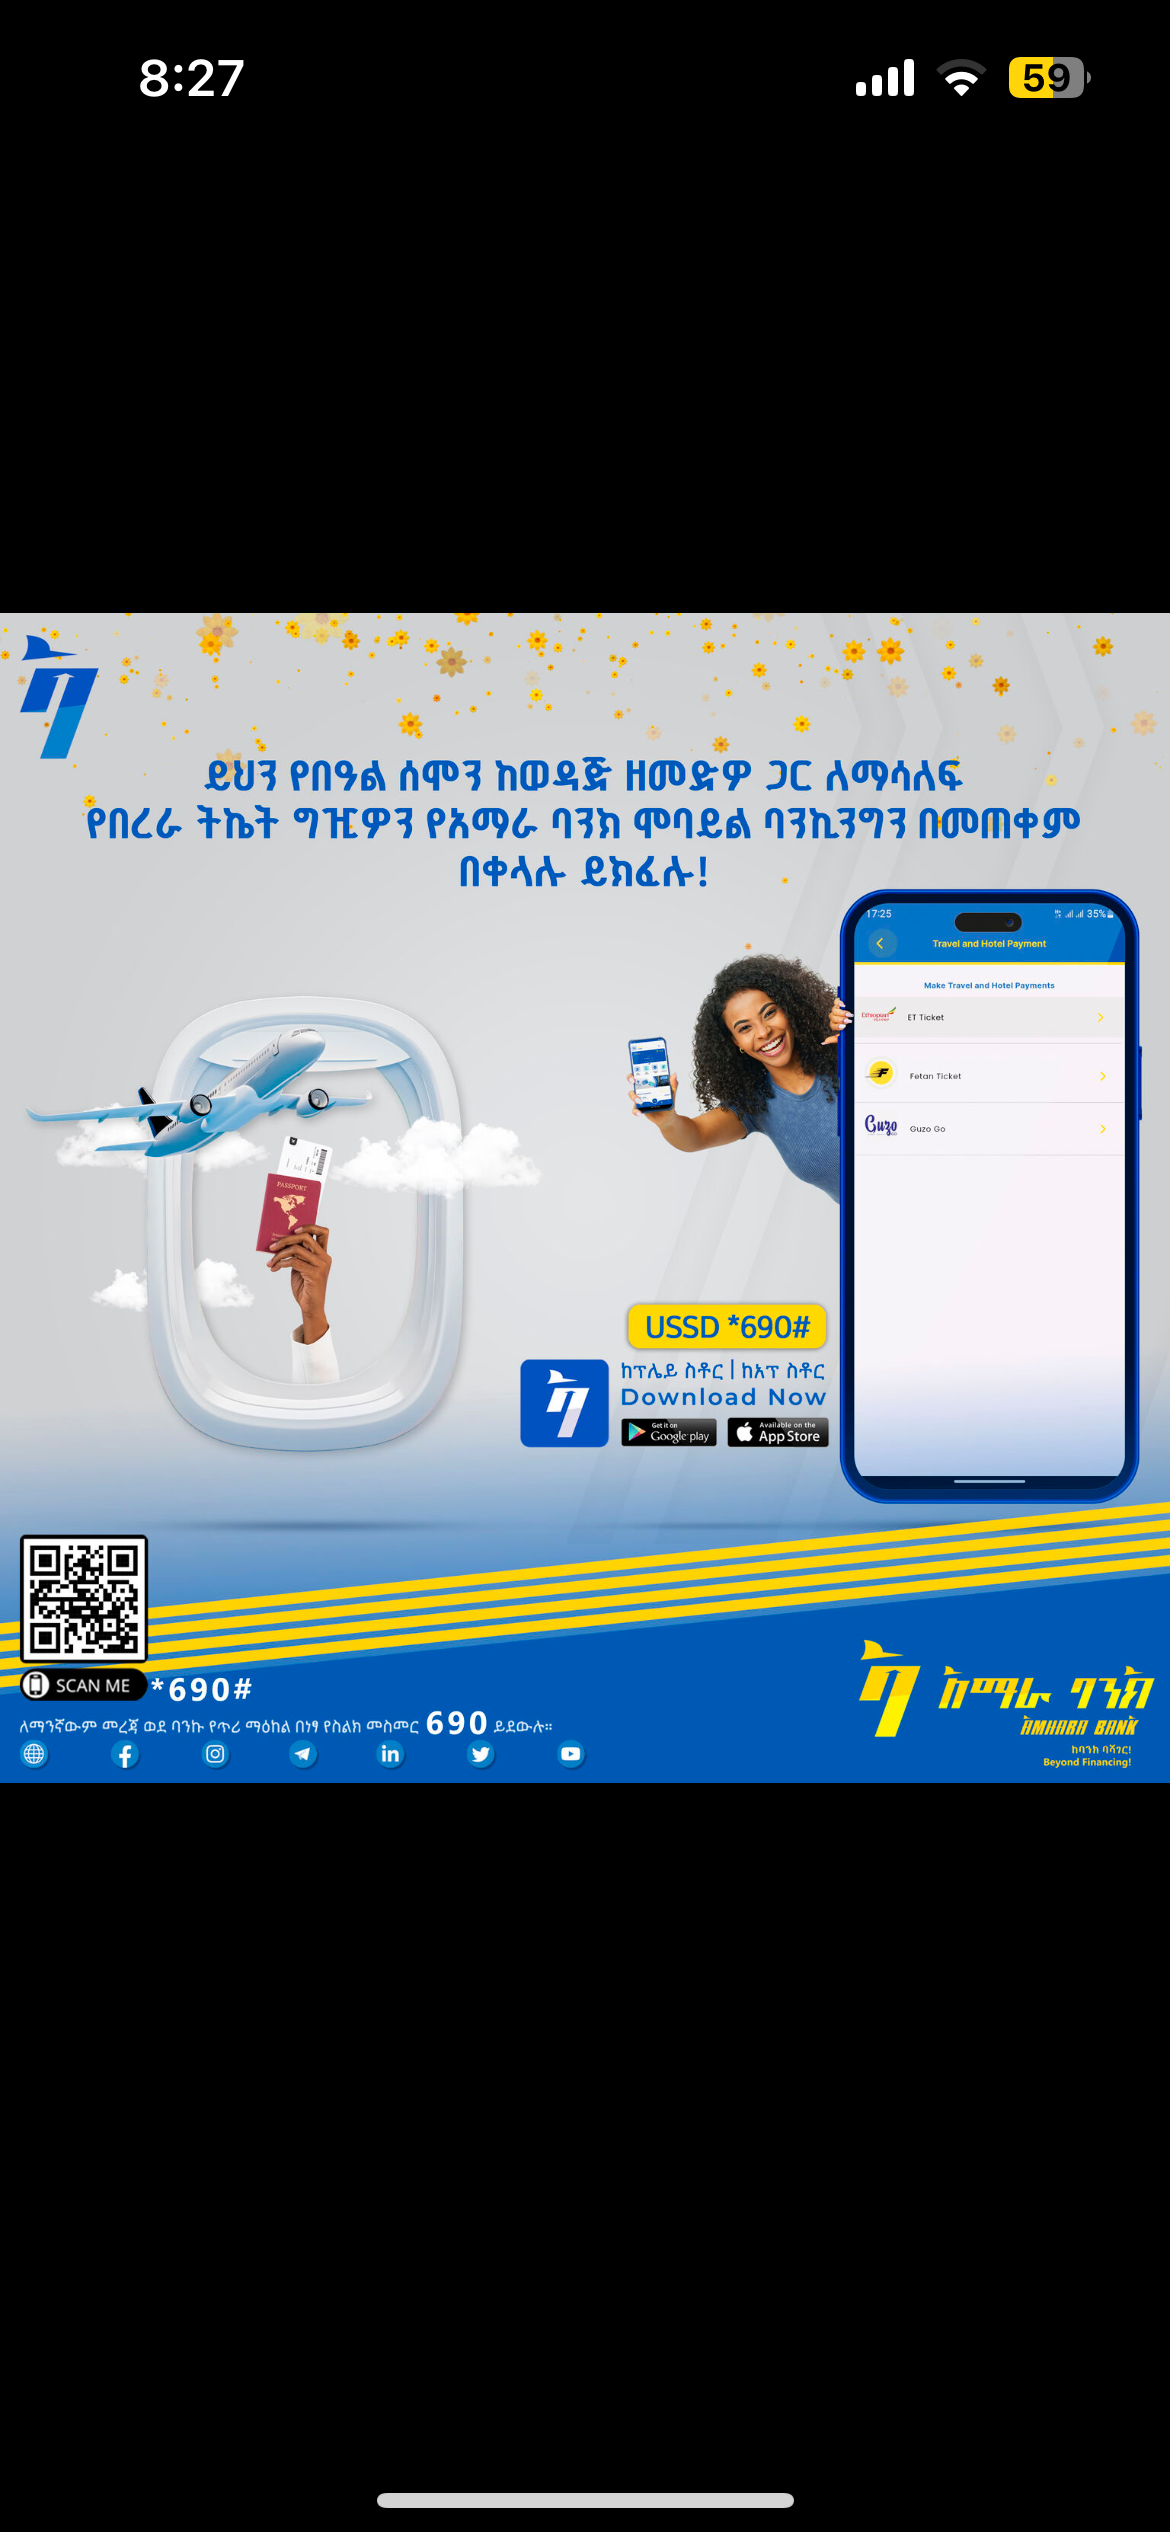 8:27
59
ይህን የበዓል ሰሞን ከወዳጅ ዘመድዎ ጋር ለማሳለፍ
የበረራ ትኬት ግዢዎን የአማራ ባንክ ሞባይል ባንኪንግን በመጠቀም
በቀላሉ ይክፈሉ!
17:25
35%
Travel and Hotel Payment
Make Travel and Hotel Payments
Ethiopian
ET Ticket
Fetan Ticket
Guzo
Guzo Go
PASSPORT
USSD *690#
ከፕሌይ ስቶር | ከአፕ ስቶር
Download Now
Get it on
Google play
Available on the
App Store
SCAN ME
*690#
ለማንኛውም መረጃ ወደ ባንኩ የጥሪ ማዕከል በነፃ የስልክ መስመር 690 ይደውሉ።
አማራ ባንክ
AMHARA BANK
ከባንክ ባሻገር!
Beyond Financing!